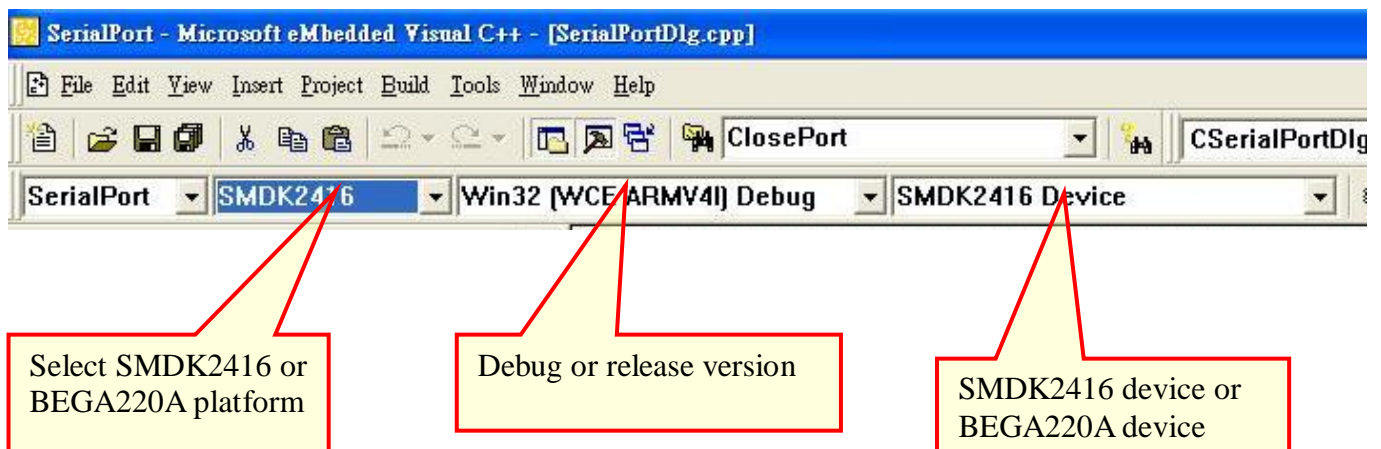 SerialPort - Microsoft eMbedded Visual C++ - [SerialPortDlg.cpp]
File Edit View Insert Project Build Tools Window Help
ClosePort CSerialPortDlg
SerialPort SMDK2416 Win32 (WCE ARMV4I) Debug SMDK2416 Device
Select SMDK2416 or
BEGA220A platform
Debug or release version
SMDK2416 device or
BEGA220A device